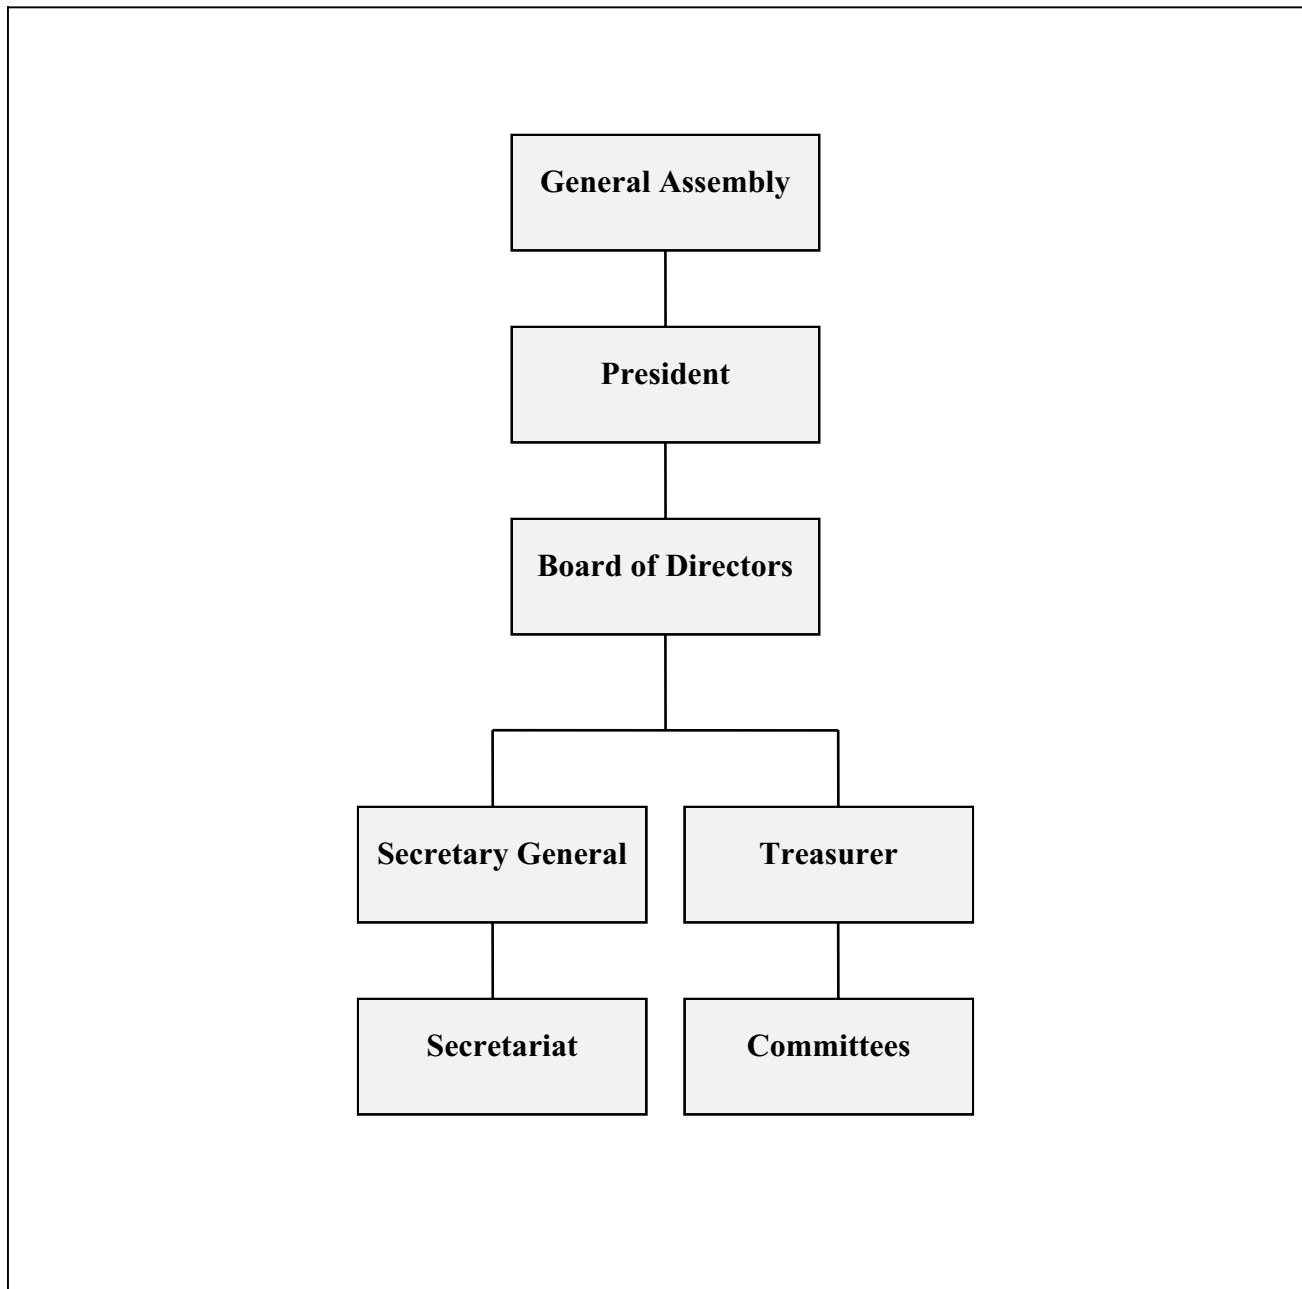 General Assembly
President
Board of Directors
Secretary General
Treasurer
Secretariat
Committees